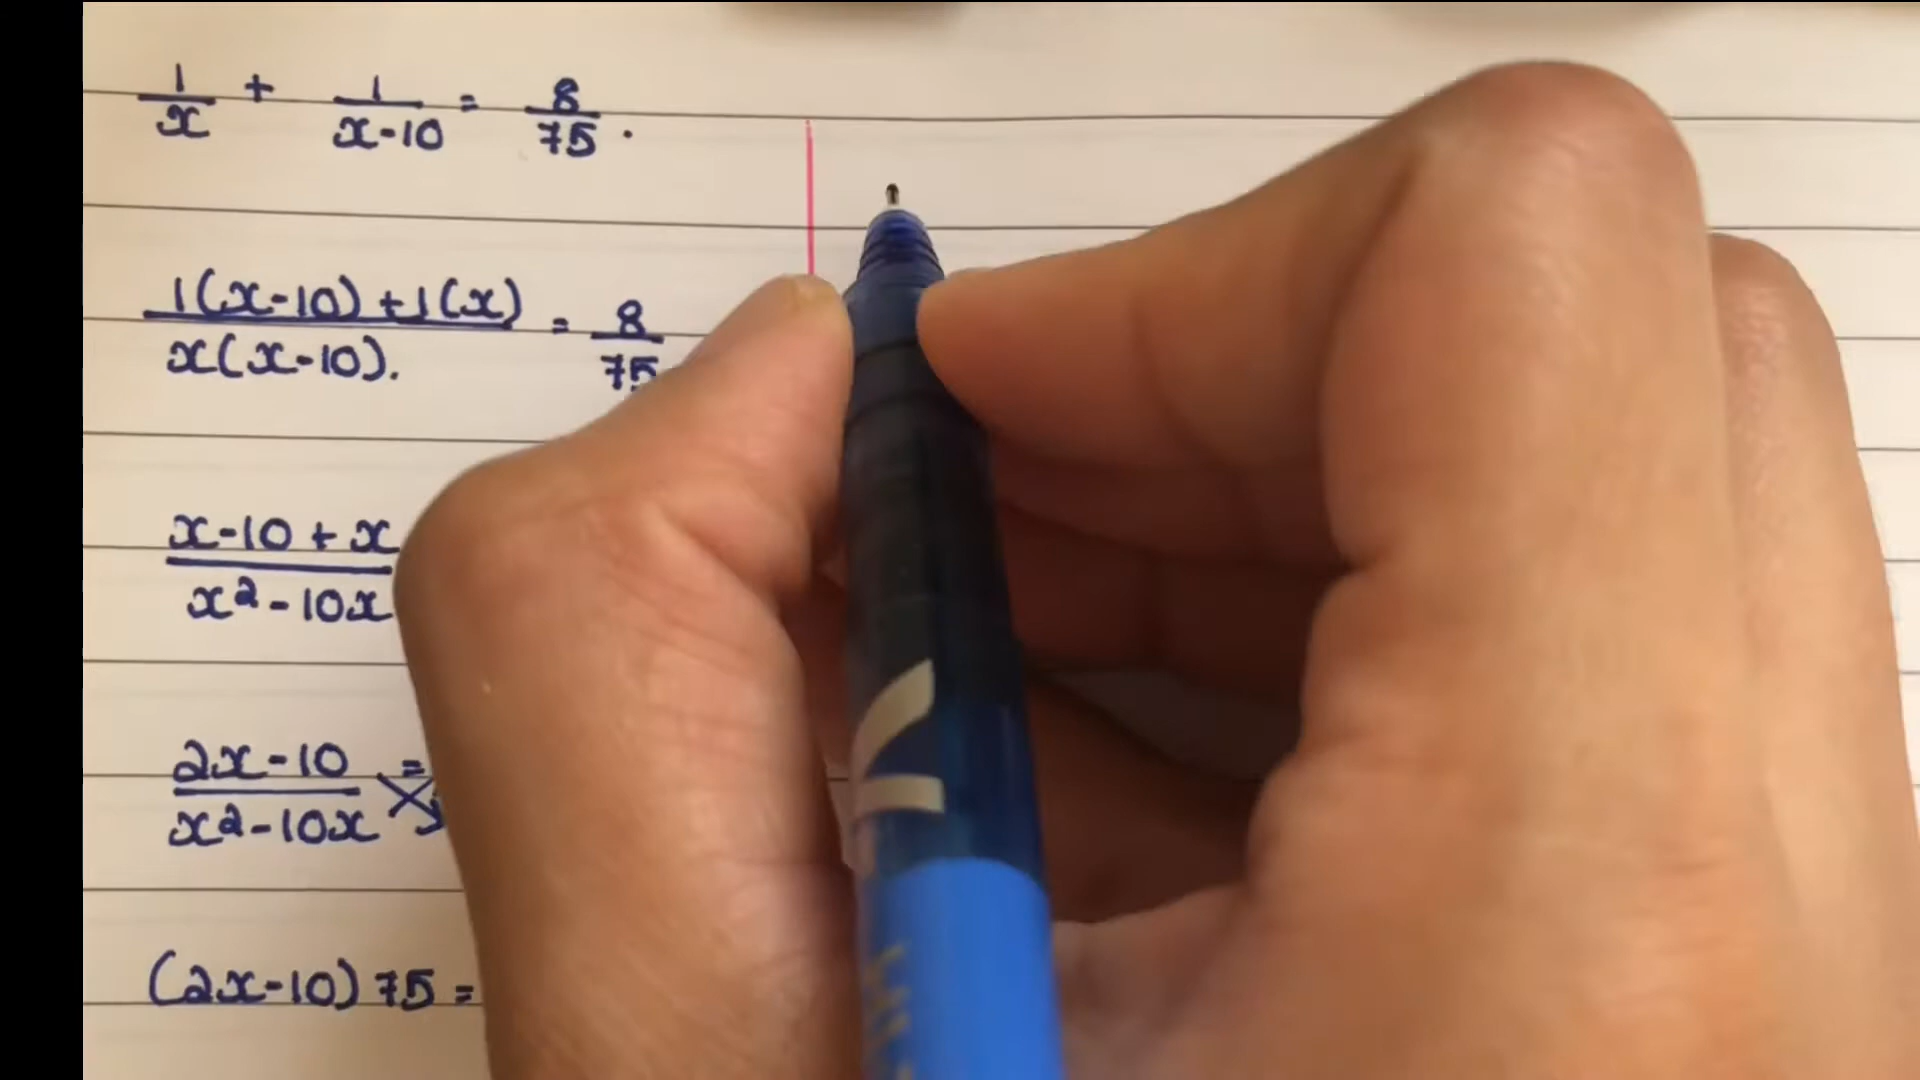 1/x + 1/(x-10) = 8/75.
(1(x-10)+1(x))/(x(x-10).) = 8/75
(x-10+x)/(x²-10x)
(2x-10)/(x²-10x) =
(2x-10)75=